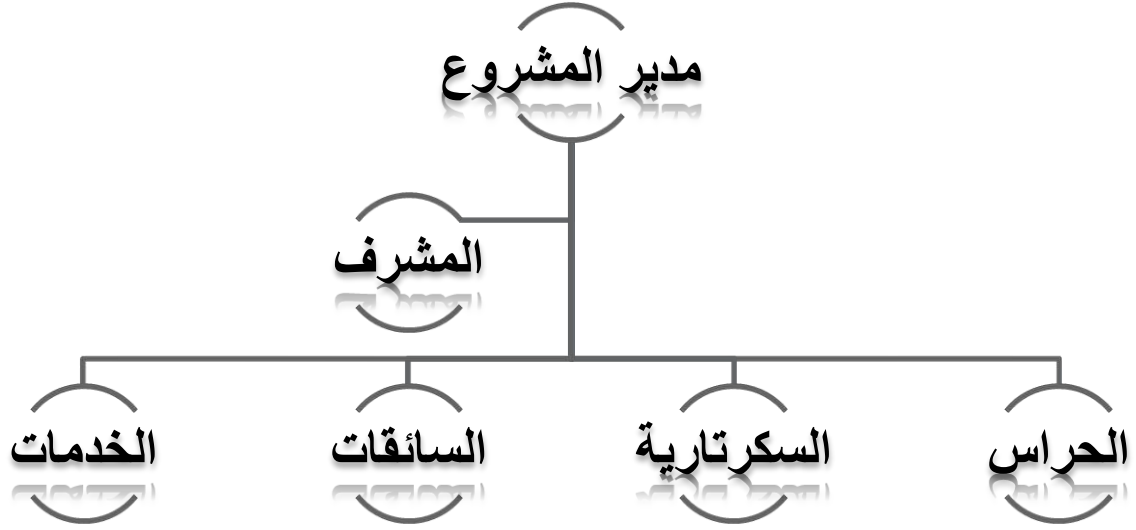 مدير المشروع
المشرف
الحراس
السكرتارية
السائقات
الخدمات